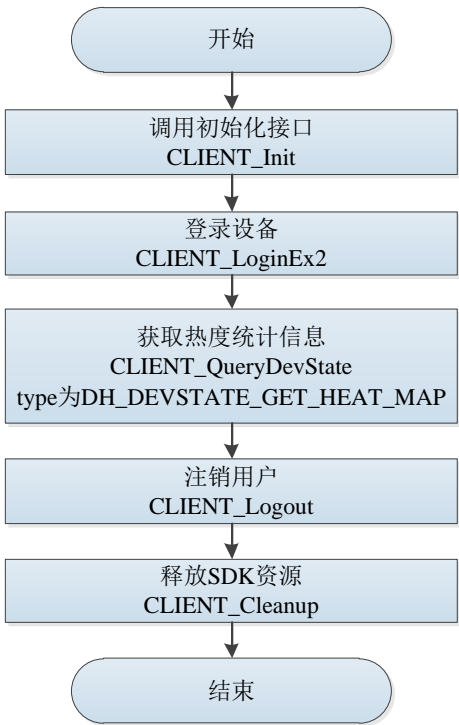 开始
调用初始化接口
CLIENT_Init
登录设备
CLIENT_LoginEx2
获取热度统计信息
CLIENT_QueryDevState
type为DH_DEVSTATE_GET_HEAT_MAP
注销用户
CLIENT_Logout
释放SDK资源
CLIENT_Cleanup
结束